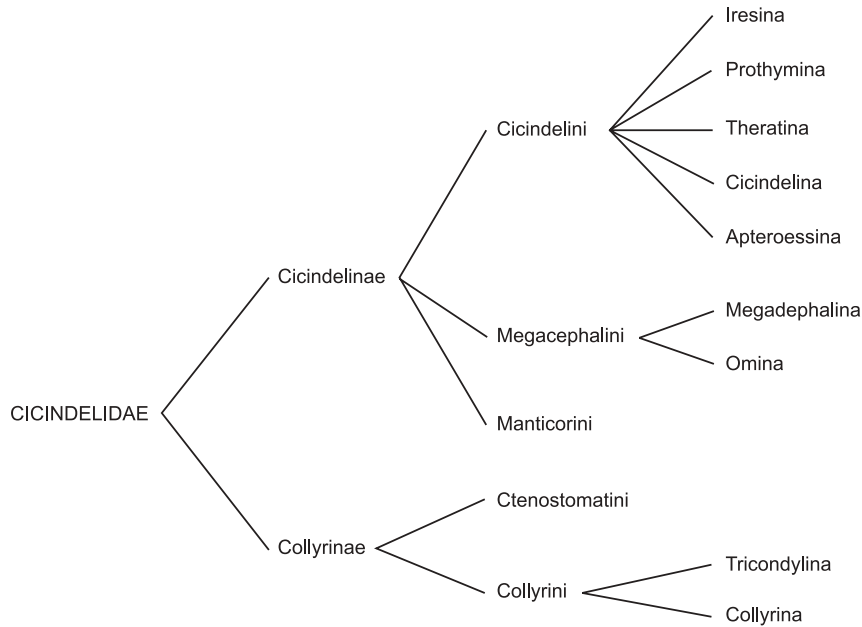 Iresina
Prothymina
Cicindelini
Theratina
Cicindelina
Apteroessina
Cicindelinae
Megadephalina
Megacephalini
Omina
CICINDELIDAE
Manticorini
Ctenostomatini
Collyrinae
Tricondylina
Collyrini
Collyrina